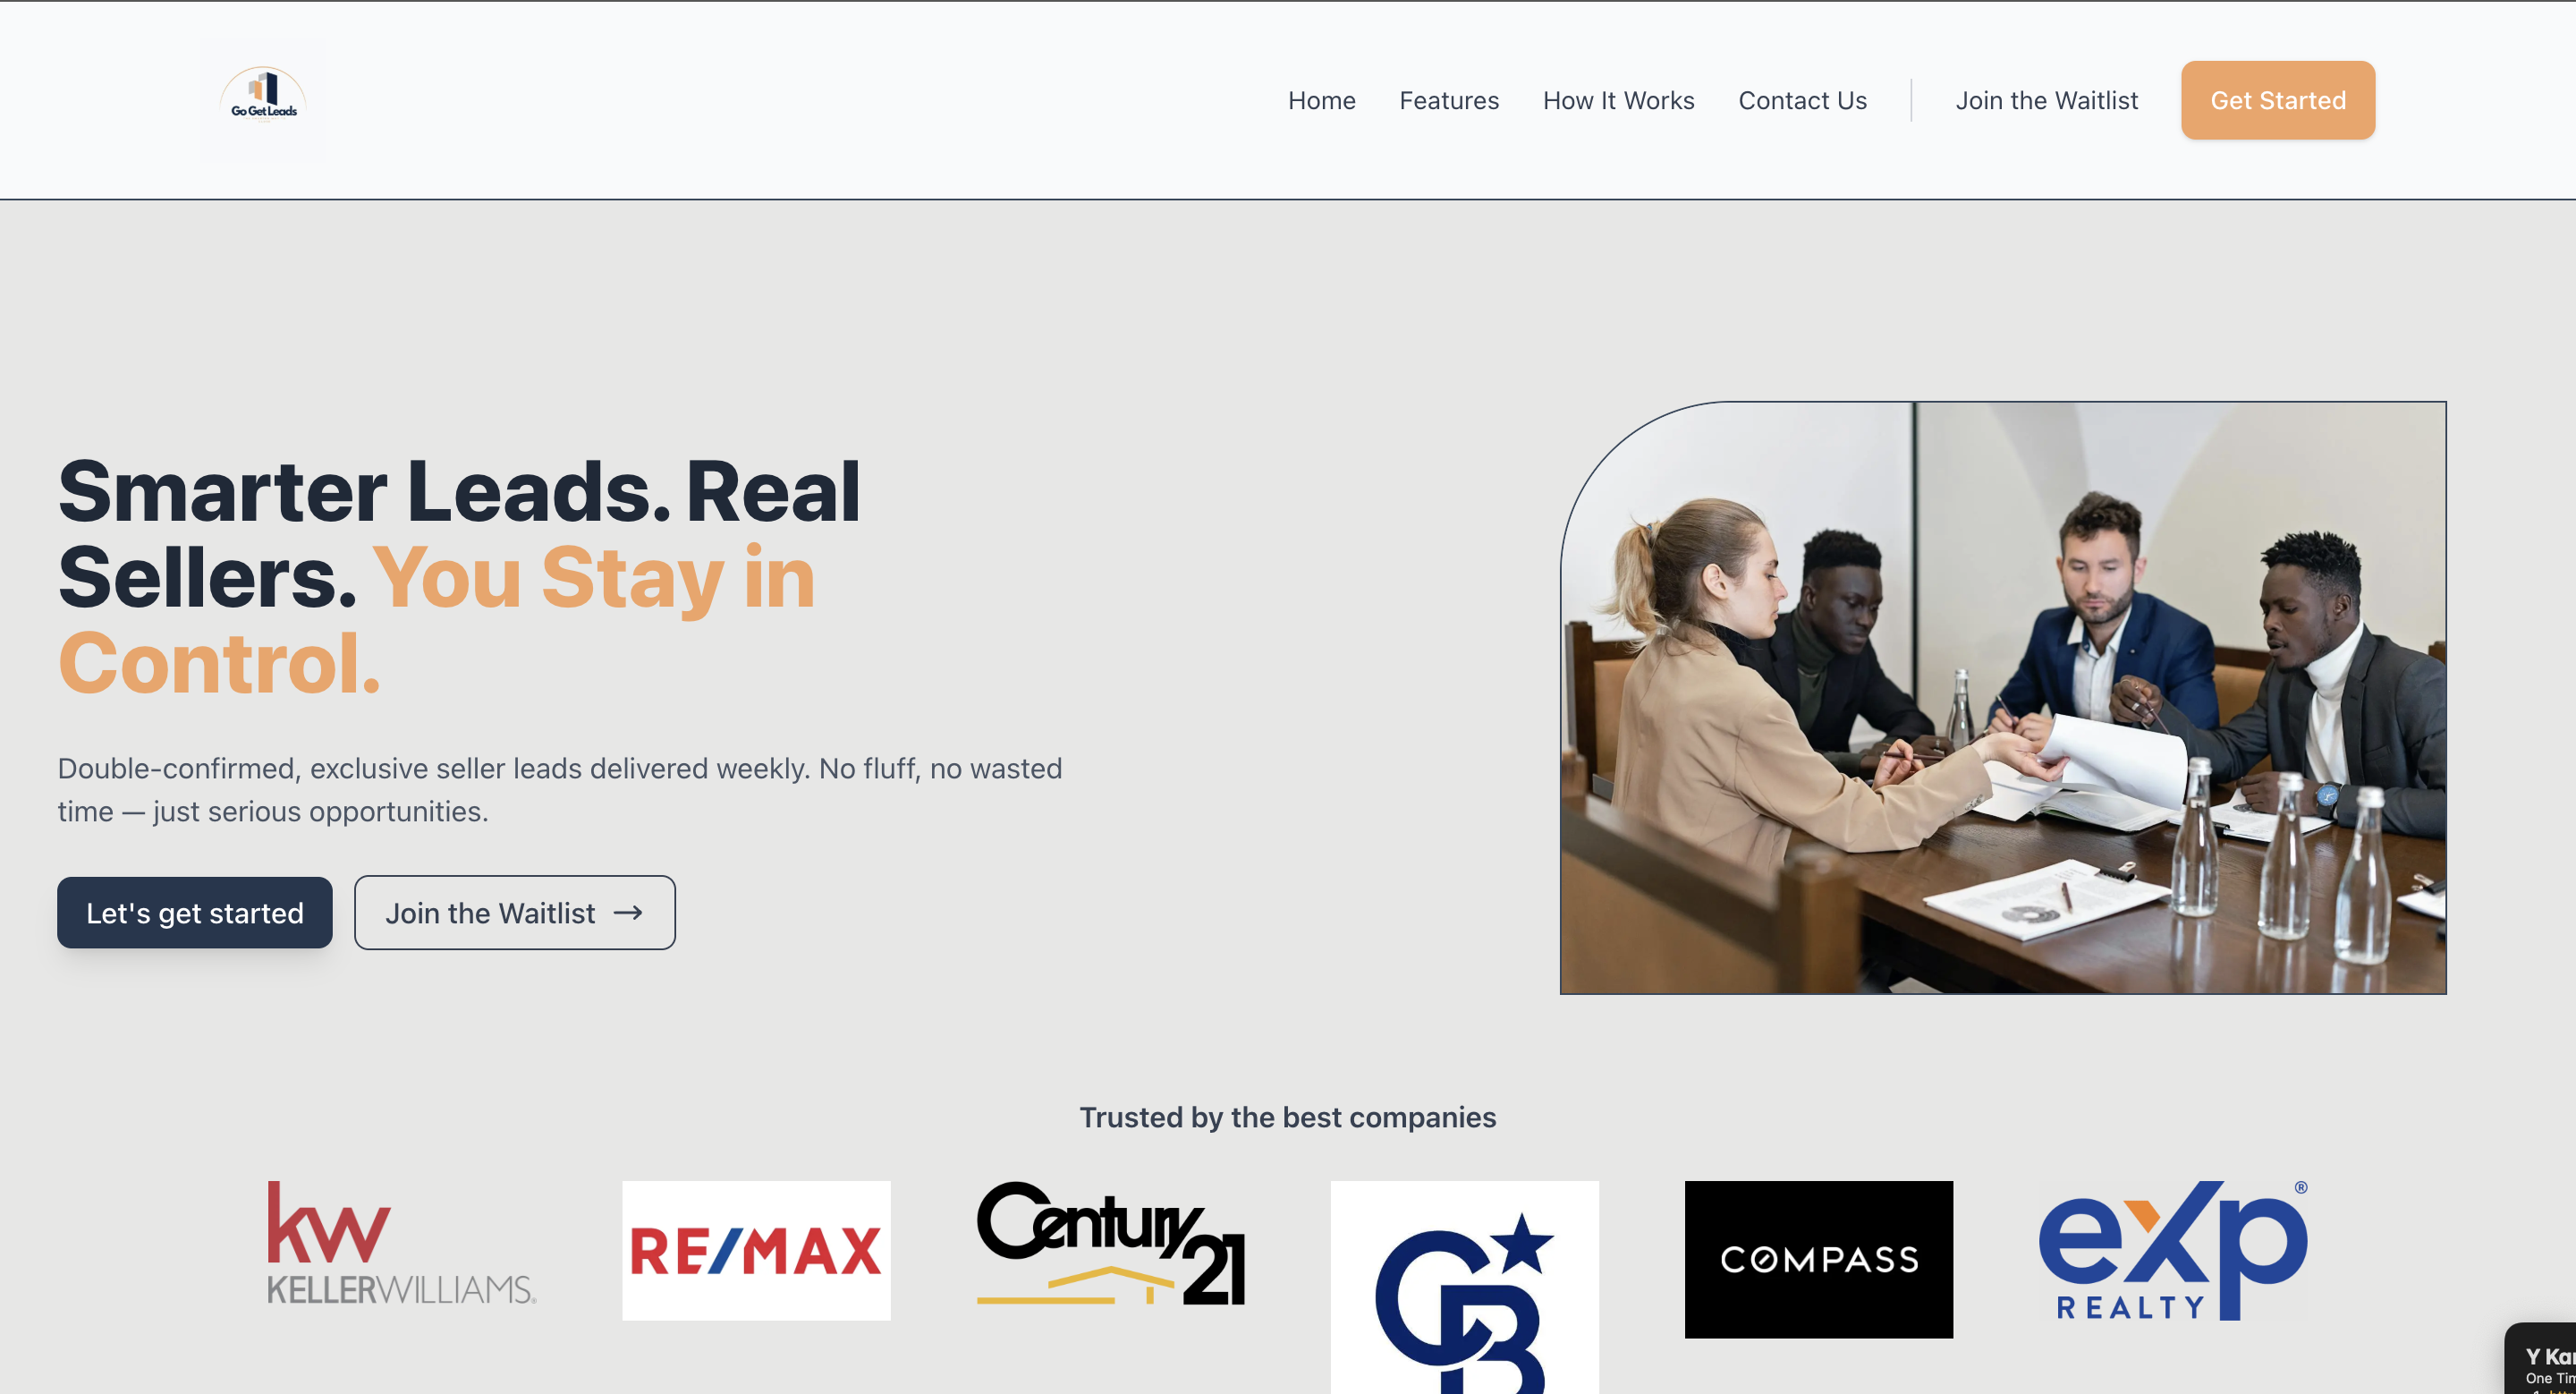 Go Get Leads
Home
Features
How It Works
Contact Us
Join the Waitlist
Get Started
Smarter Leads. Real
Sellers. You Stay in
Control.
Double-confirmed, exclusive seller leads delivered weekly. No fluff, no wasted
time — just serious opportunities.
Let's get started
Join the Waitlist →
Trusted by the best companies
kw
KELLERWILLIAMS®
RE/MAX
Century 21
CB
COMPASS
exp®
REALTY
Y Kar
One Tim